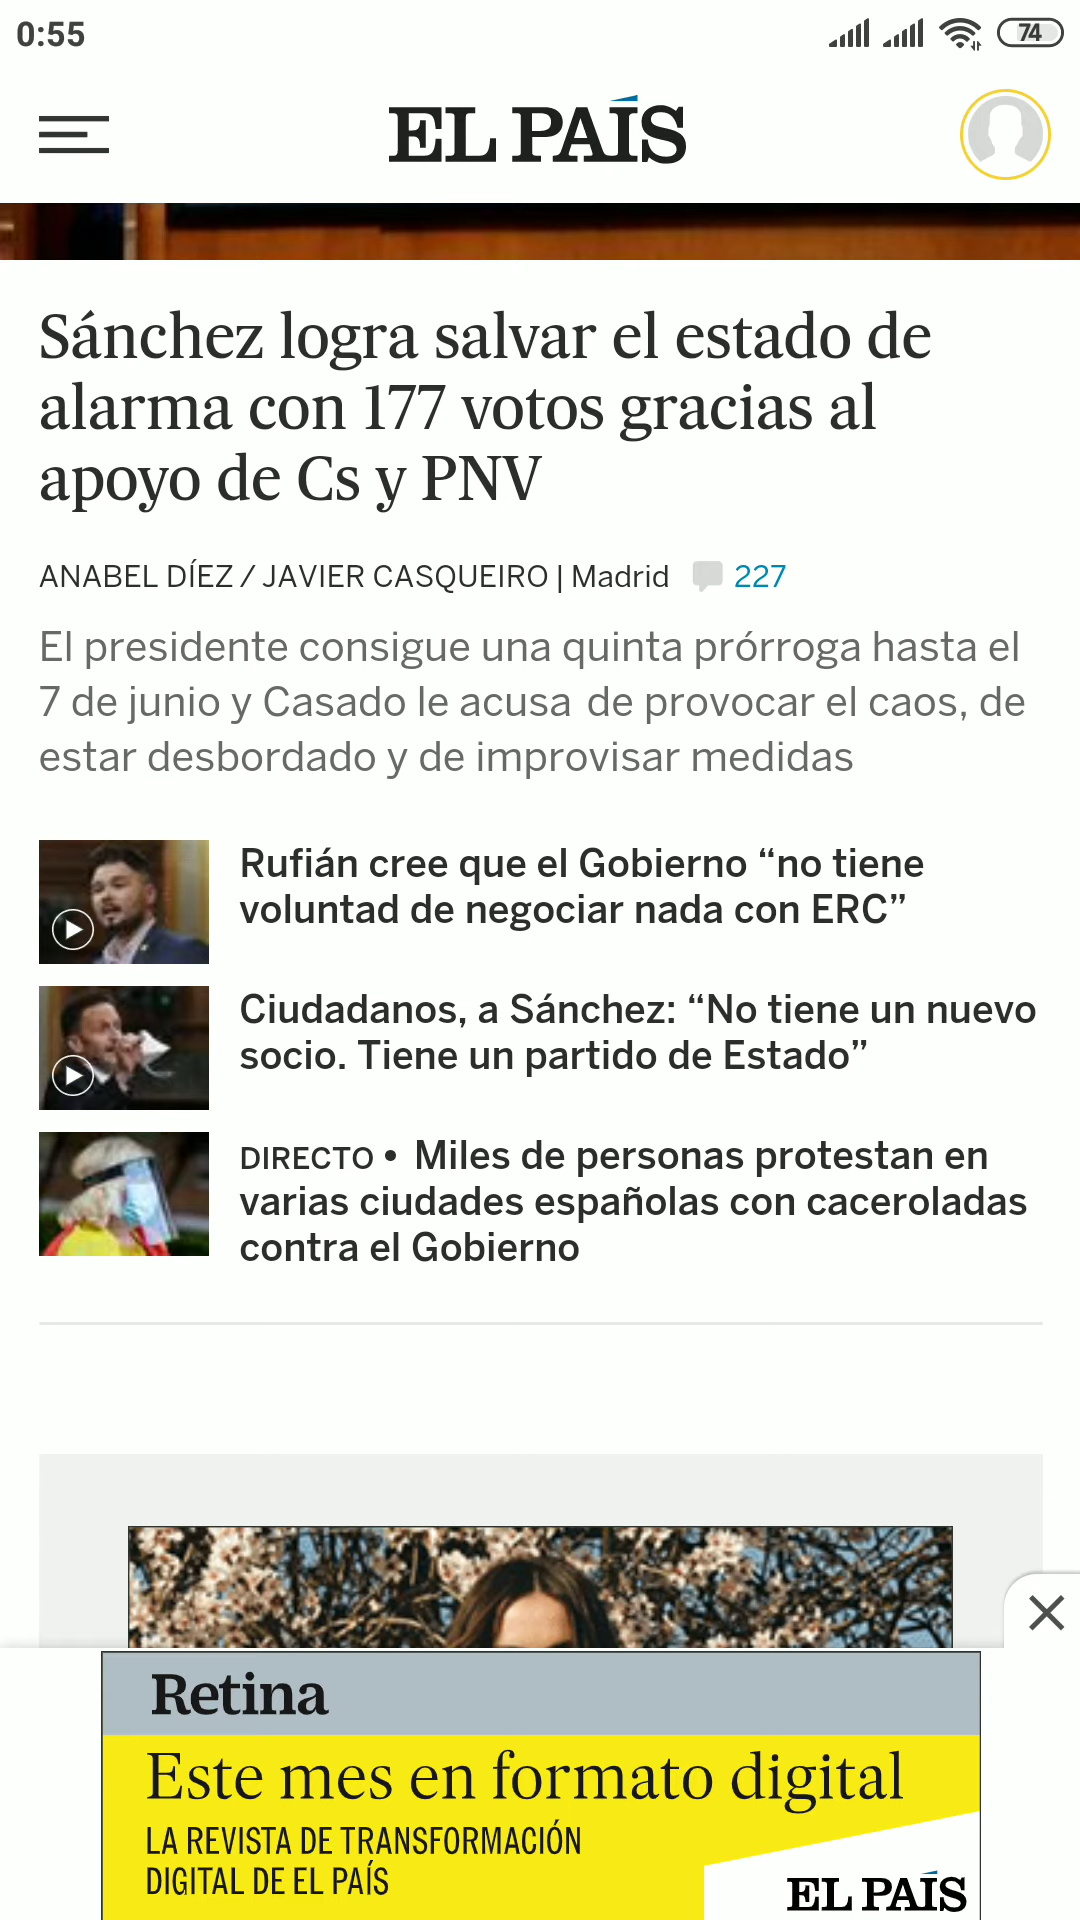 0:55
74
EL PAÍS
Sánchez logra salvar el estado de
alarma con 177 votos gracias al
apoyo de Cs y PNV
ANABEL DÍEZ / JAVIER CASQUEIRO | Madrid 227
El presidente consigue una quinta prórroga hasta el
7 de junio y Casado le acusa de provocar el caos, de
estar desbordado y de improvisar medidas
Rufián cree que el Gobierno “no tiene
voluntad de negociar nada con ERC”
Ciudadanos, a Sánchez: “No tiene un nuevo
socio. Tiene un partido de Estado”
DIRECTO • Miles de personas protestan en
varias ciudades españolas con caceroladas
contra el Gobierno
Retina
Este mes en formato digital
LA REVISTA DE TRANSFORMACIÓN
DIGITAL DE EL PAÍS
EL PAÍS